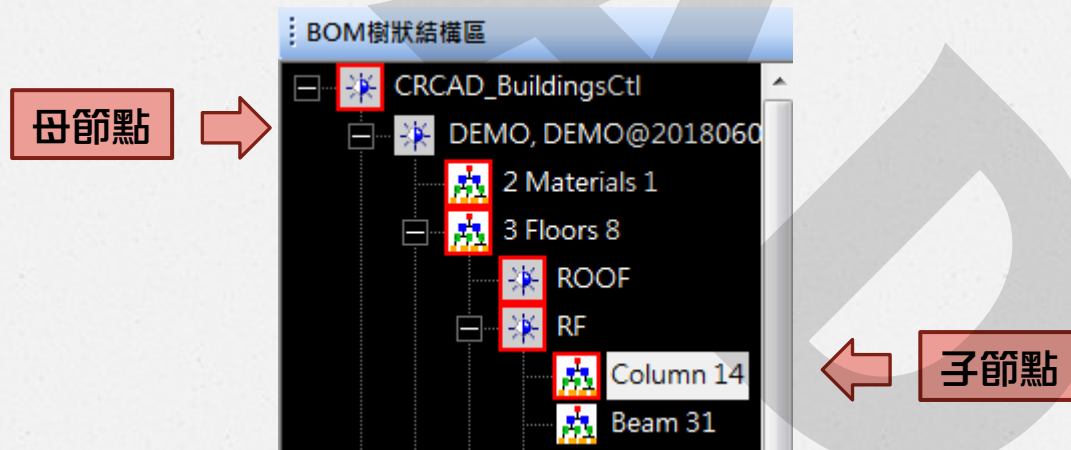 BOM樹狀結構區
CRCAD_BuildingsCtl
母節點
DEMO, DEMO@2018060
2 Materials 1
3 Floors 8
ROOF
RF
Column 14
子節點
Beam 31